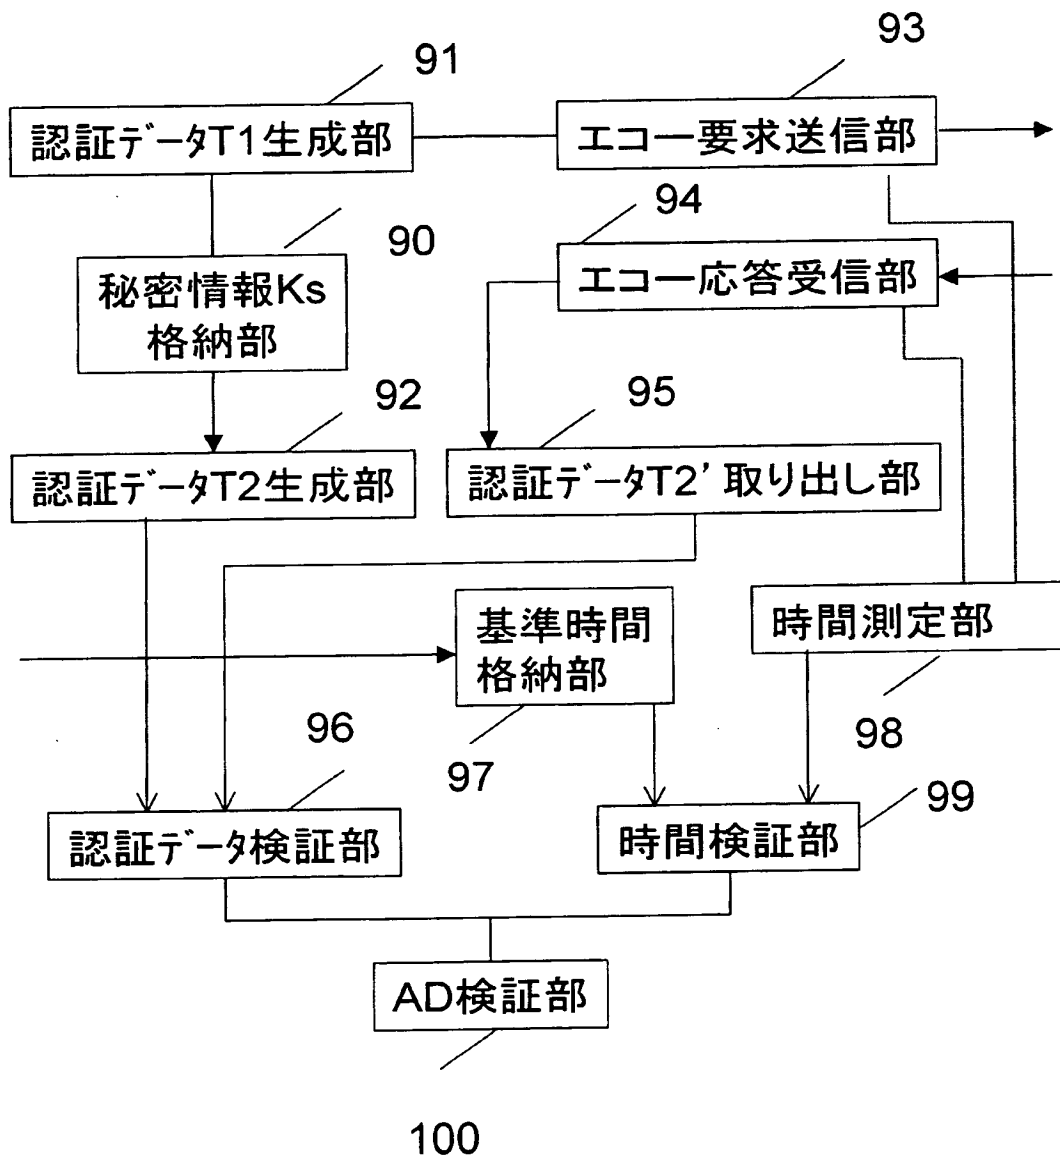 91
93
認証データT1生成部
エコー要求送信部
90
94
秘密情報Ks
格納部
エコー応答受信部
92
95
認証データT2生成部
認証データT2'取り出し部
基準時間
格納部
時間測定部
96
97
98
99
認証データ検証部
時間検証部
AD検証部
100